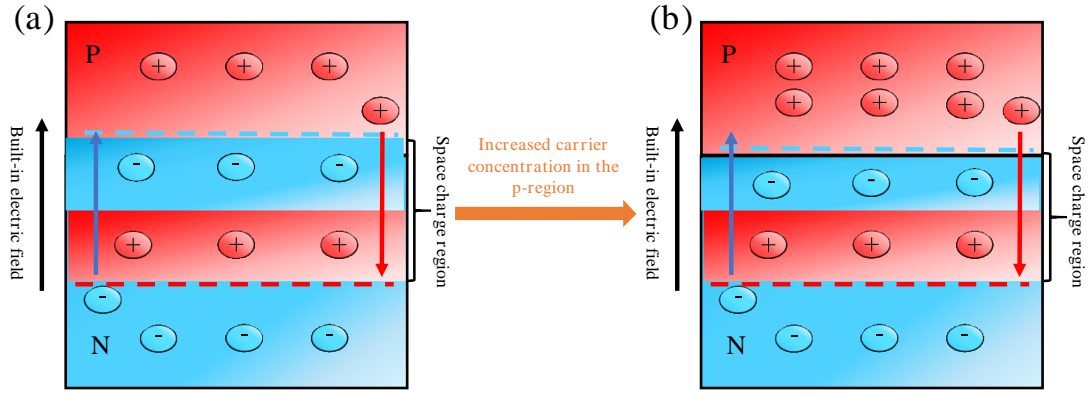 (a)
P
+ + +
+
- - -
+ + +
-
N
- - -
Built-in electric field
Space charge region
Increased carrier
concentration in the
p-region
(b)
P
+ + +
+ + +
+
- - -
+ + +
-
N
- - -
Built-in electric field
Space charge region